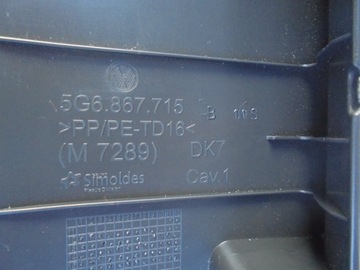 5G6.867.715 -B
>PP/PE-TD16<
(M 7289) DK7
Simoldes Cav.1